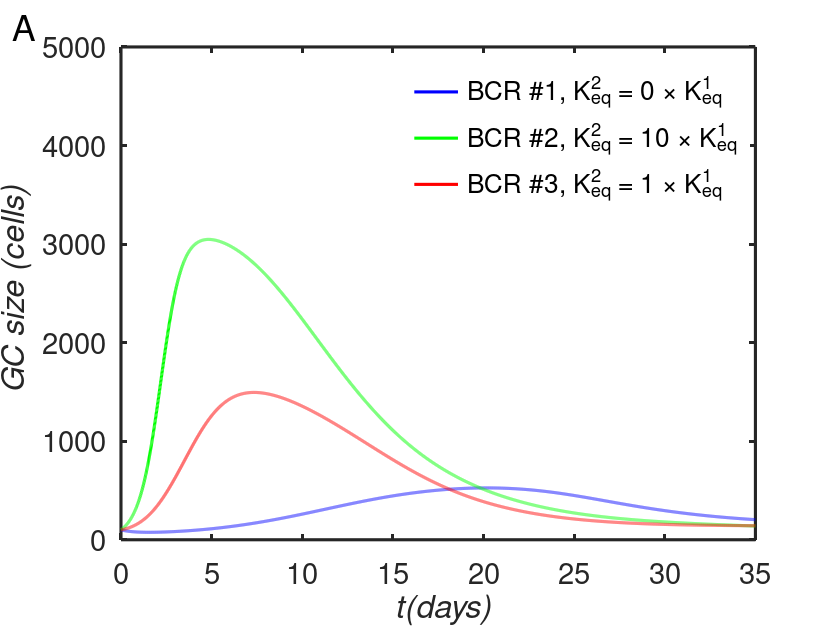 A
5000
4000
3000
2000
1000
0
GC size (cells)
BCR #1, K²eq = 0 × K¹eq
BCR #2, K²eq = 10 × K¹eq
BCR #3, K²eq = 1 × K¹eq
0 5 10 15 20 25 30 35
t(days)